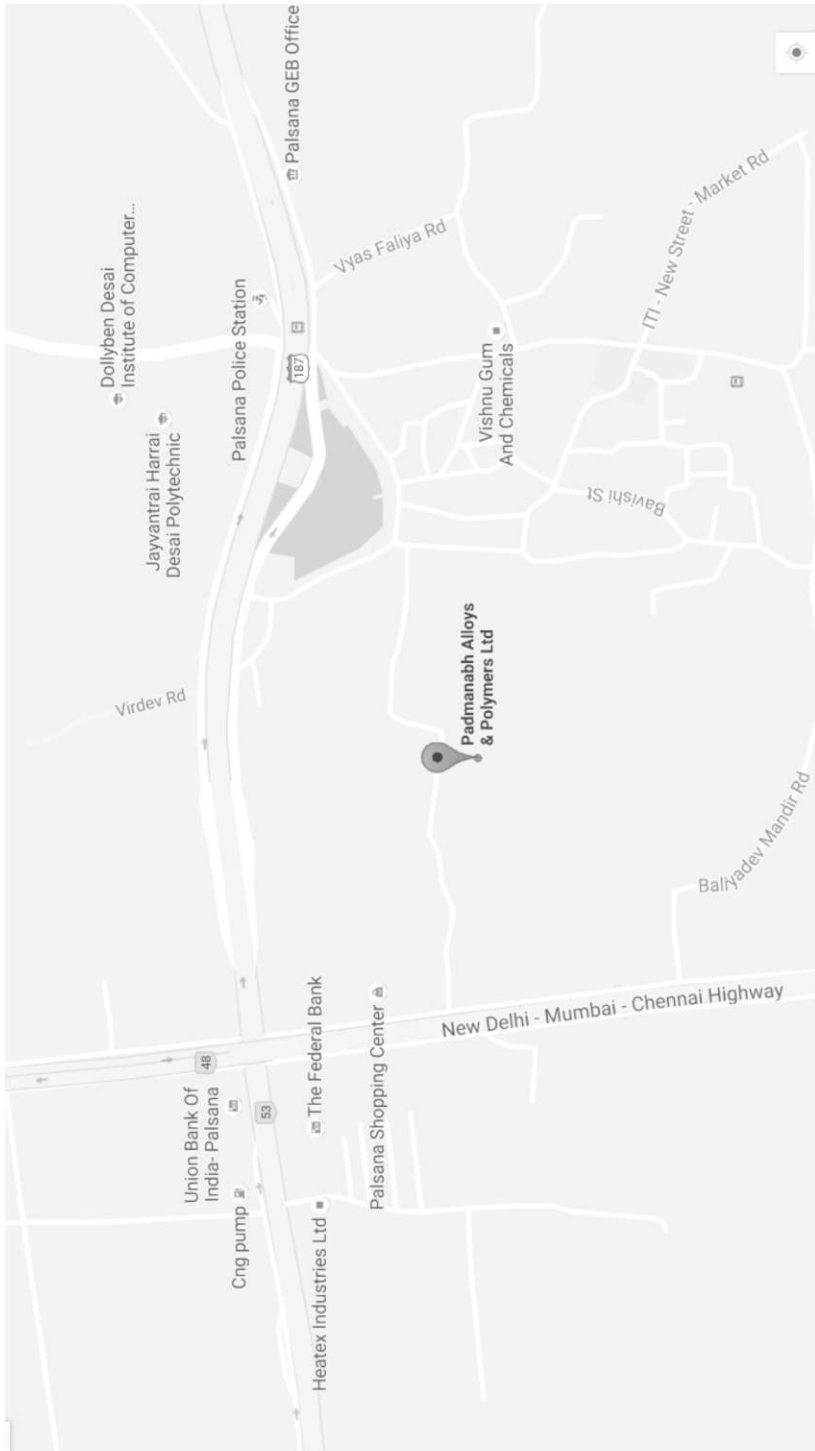 Palsana GEB Office
Dollyben Desai
Institute of Computer...
Vyas Faliya Rd
ITI - New Street - Market Rd
Palsana Police Station
187
Jayvantrai Harrai
Desai Polytechnic
Vishnu Gum
And Chemicals
Bavishi St
Virdev Rd
Padmanabh Alloys
& Polymers Ltd
Baliyadev Mandir Rd
New Delhi - Mumbai - Chennai Highway
48
53
Union Bank Of
India- Palsana
The Federal Bank
Palsana Shopping Center
Cng pump
Heatex Industries Ltd